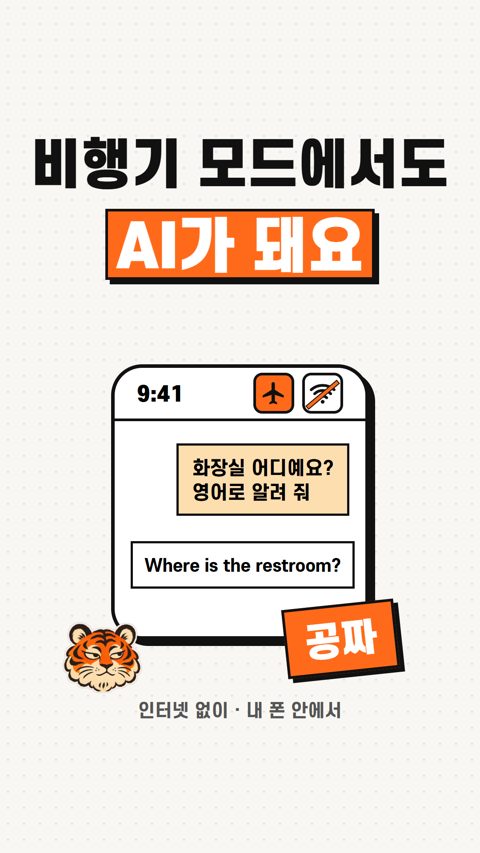 비행기 모드에서도
AI가 돼요
9:41
화장실 어디예요?
영어로 알려 줘
Where is the restroom?
공짜
인터넷 없이 · 내 폰 안에서